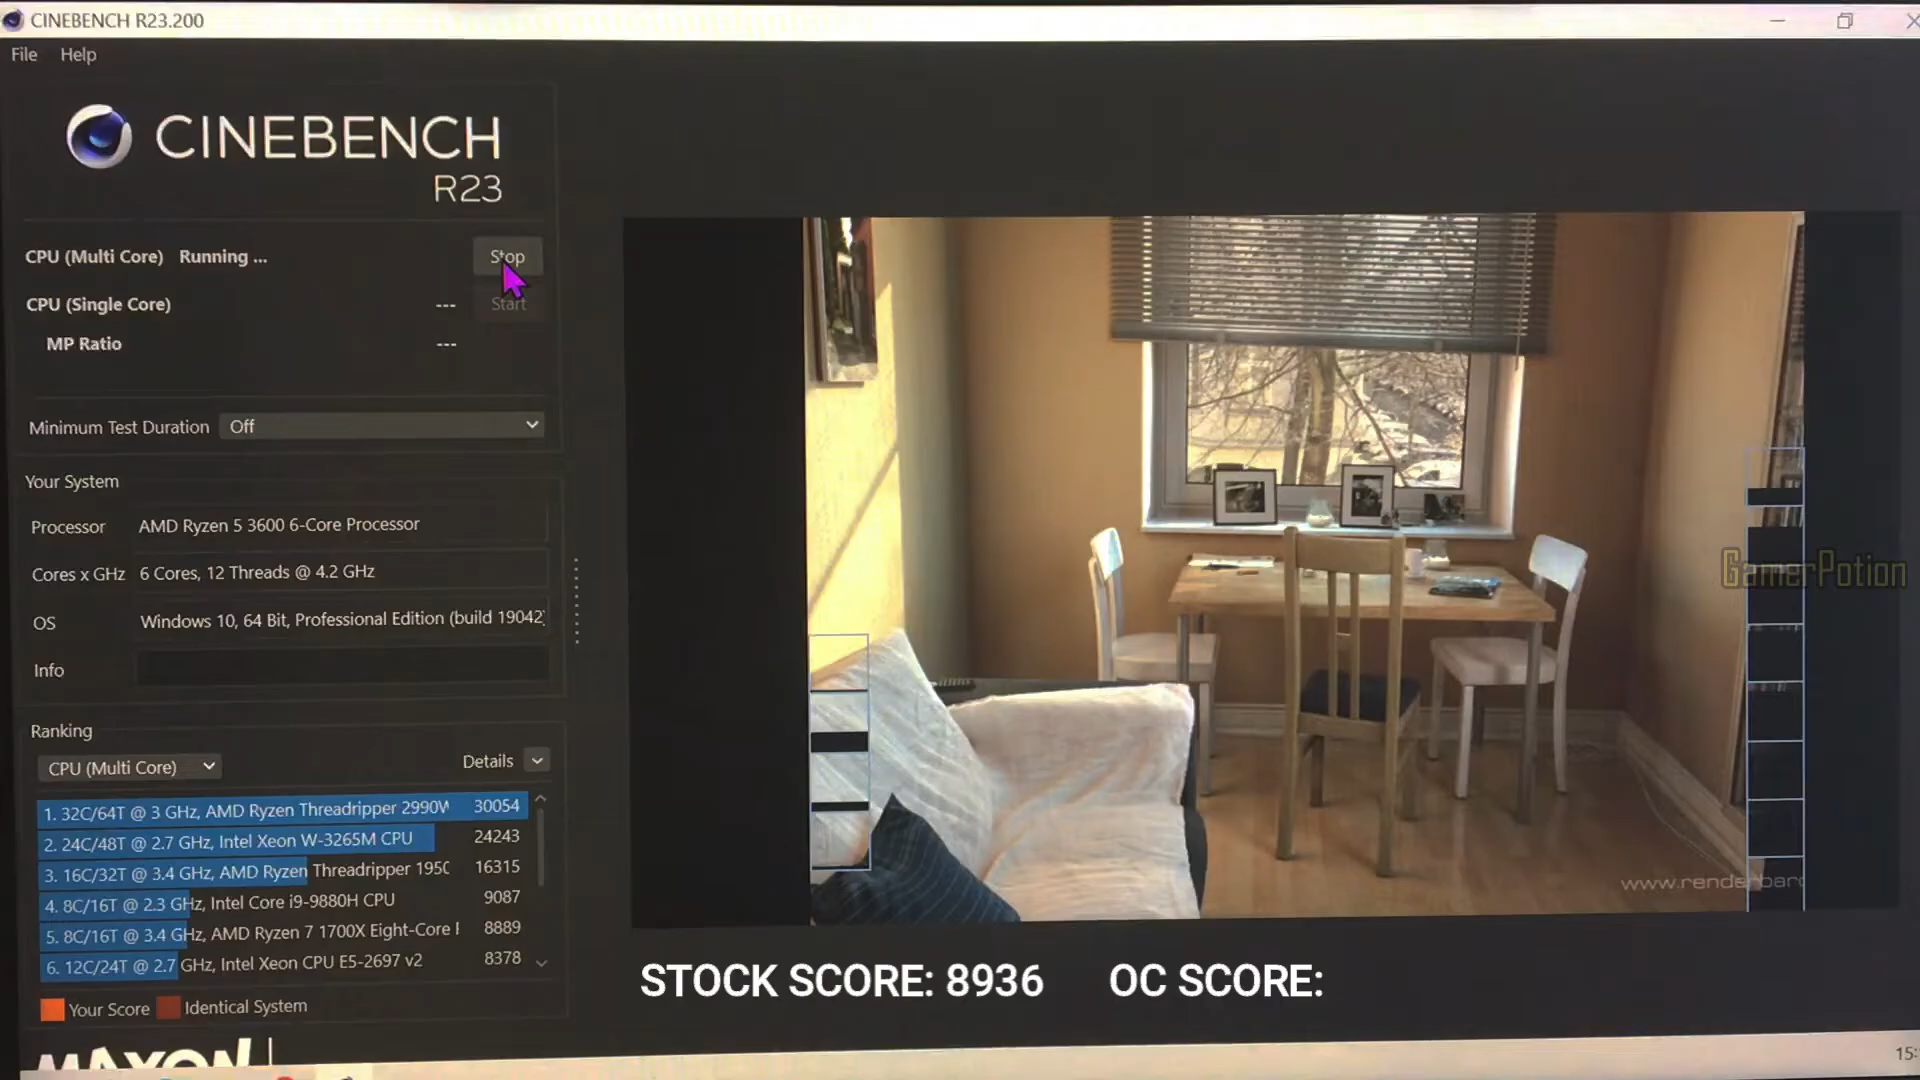 CINEBENCH R23.200
File Help
CINEBENCH
R23
CPU (Multi Core) Running ... Stop
CPU (Single Core) --- Start
MP Ratio ---
Minimum Test Duration Off
Your System
Processor AMD Ryzen 5 3600 6-Core Processor
Cores x GHz 6 Cores, 12 Threads @ 4.2 GHz
OS Windows 10, 64 Bit, Professional Edition (build 19042)
Info
Ranking
CPU (Multi Core) Details
1. 32C/64T @ 3 GHz, AMD Ryzen Threadripper 2990W 30054
2. 24C/48T @ 2.7 GHz, Intel Xeon W-3265M CPU 24243
3. 16C/32T @ 3.4 GHz, AMD Ryzen Threadripper 195 16315
4. 8C/16T @ 2.3 GHz, Intel Core i9-9880H CPU 9087
5. 8C/16T @ 3.4 GHz, AMD Ryzen 7 1700X Eight-Core 8889
6. 12C/24T @ 2.7 GHz, Intel Xeon CPU E5-2697 v2 8378
Your Score Identical System
MAXON
GamerPotion
www.renderbaro
STOCK SCORE: 8936 OC SCORE:
15: